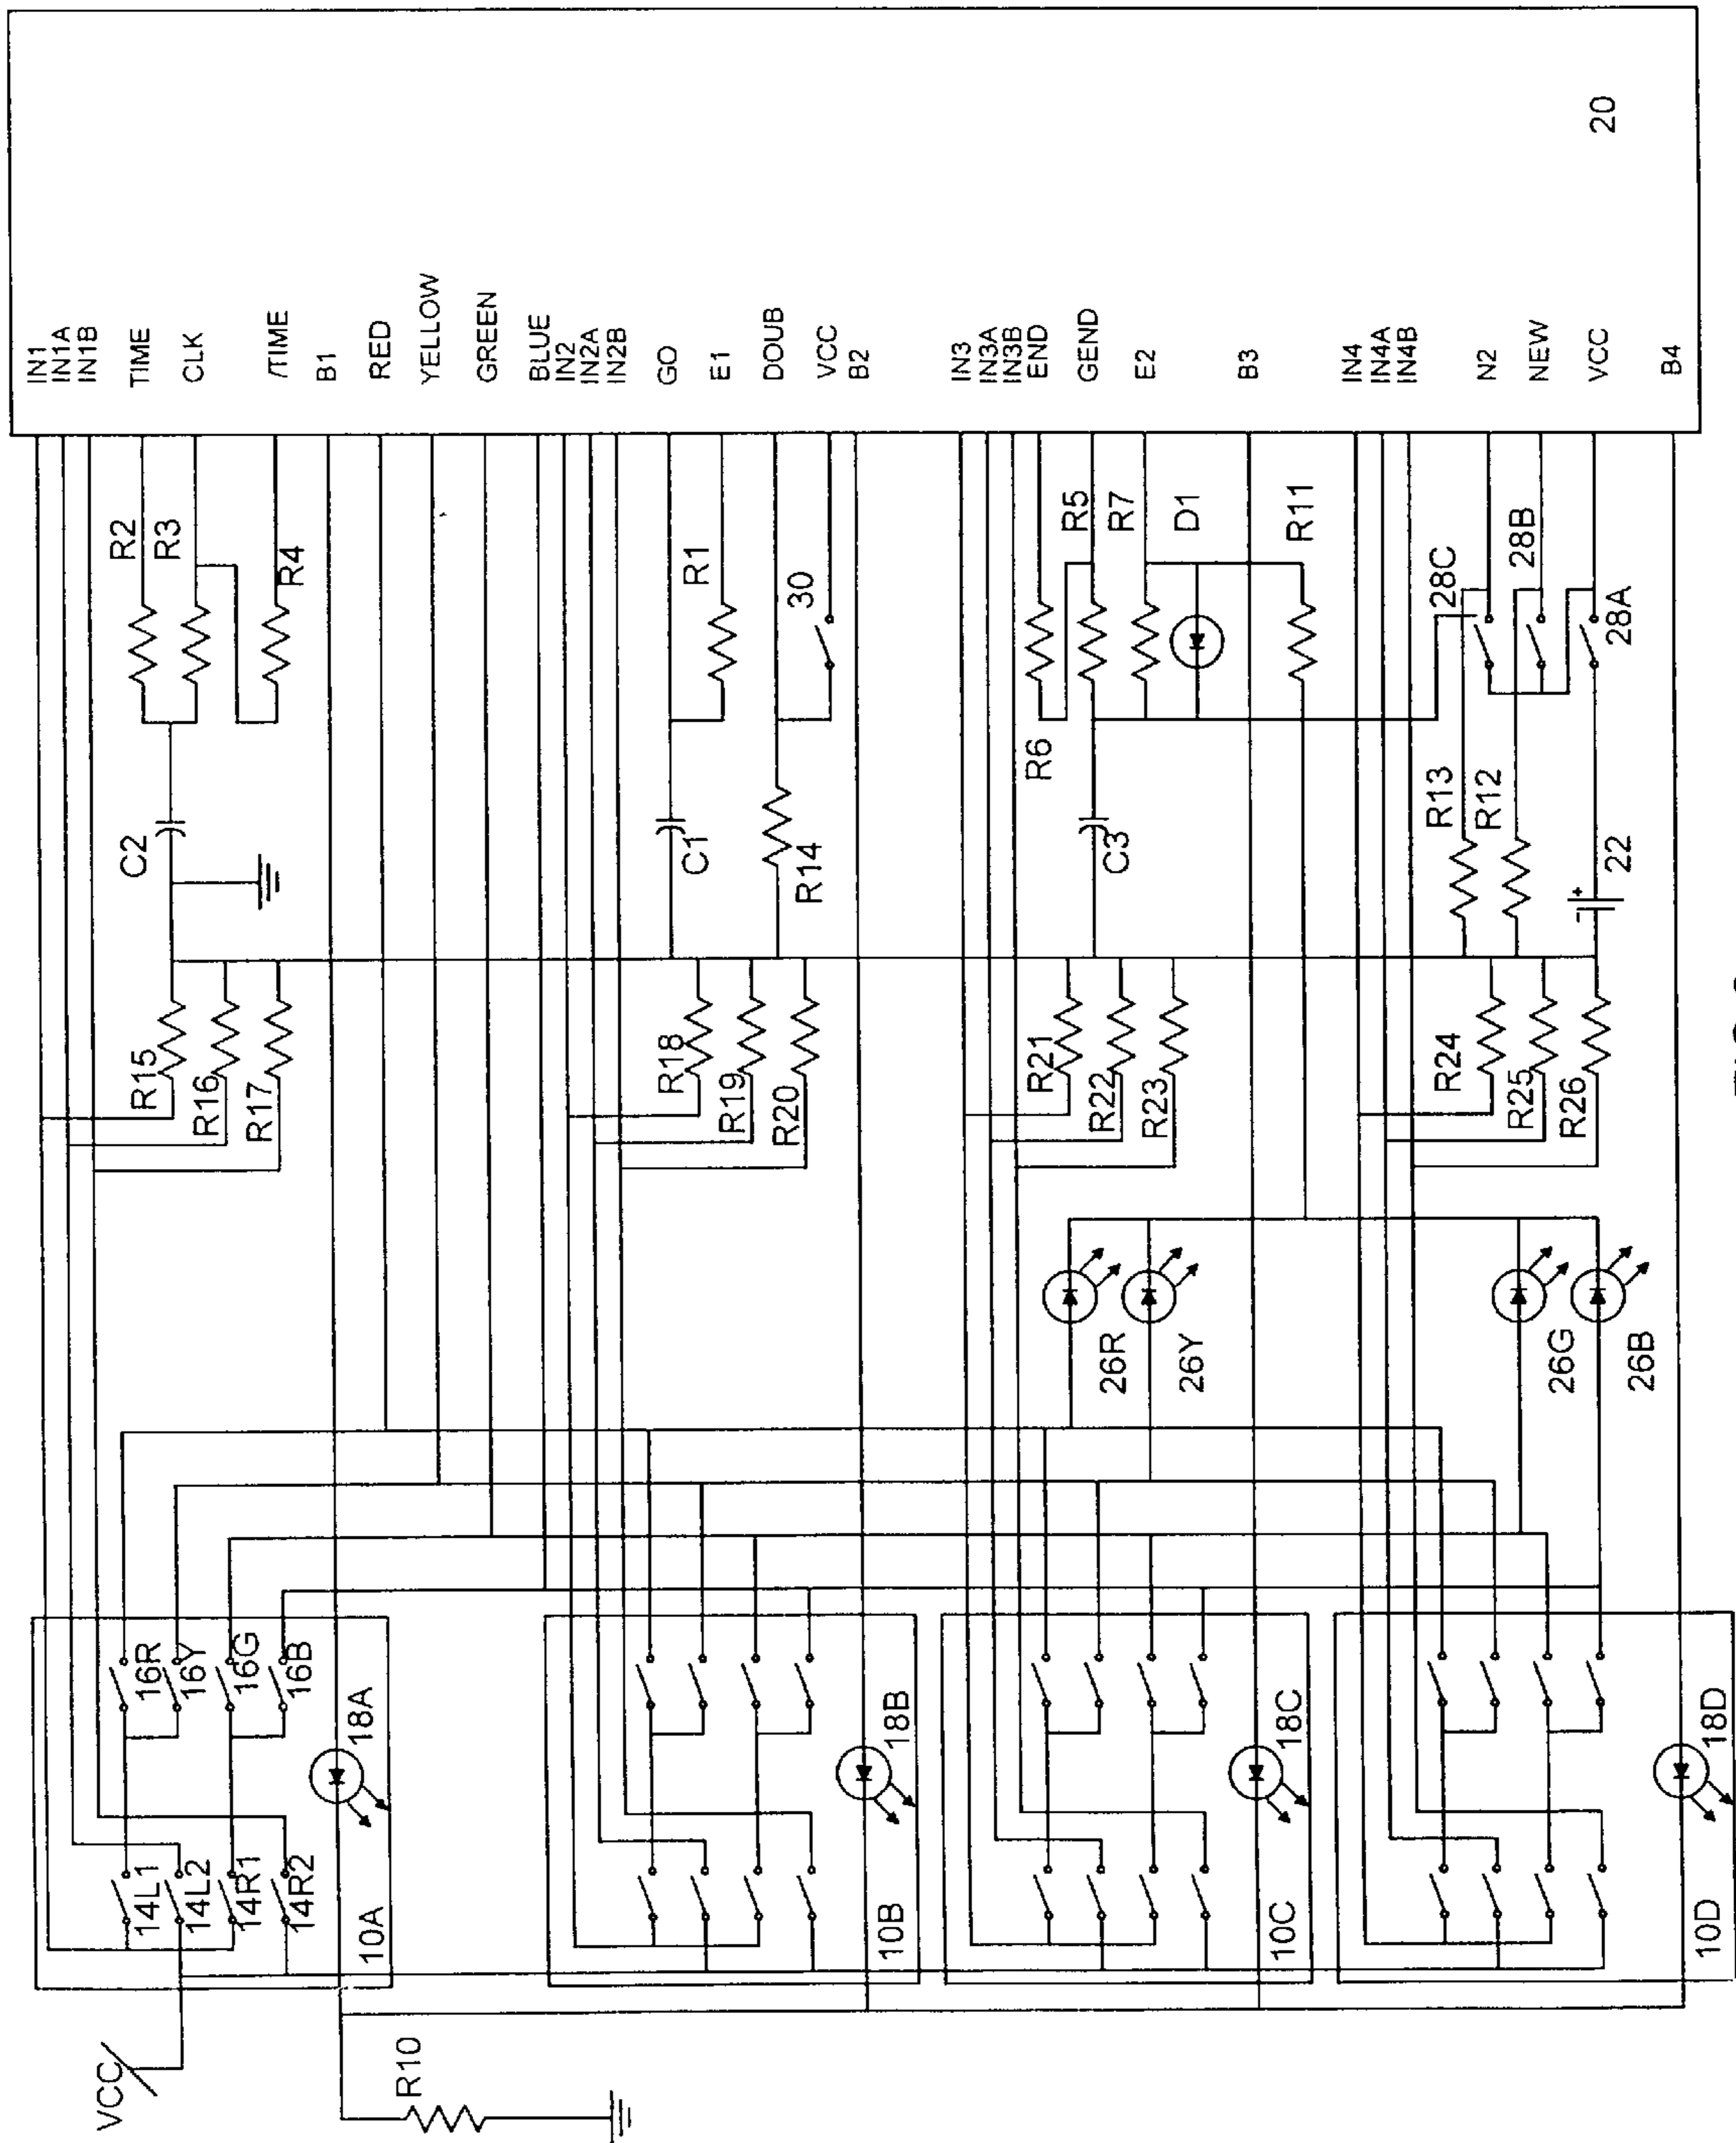 IN1
IN1A
IN1B
TIME
CLK
/TIME
B1
RED
YELLOW
GREEN
BLUE
IN2
IN2A
IN2B
GO
E1
DOUB
VCC
B2
IN3
IN3A
IN3B
END
GEND
E2
B3
IN4
IN4A
IN4B
N2
NEW
VCC
B4
20
R2
R3
R4
R1
30
R5
R7
D1
R11
28C
28B
28A
C2
C1
R14
R6
C3
R13
R12
- +
22
R15
R16
R17
R18
R19
R20
R21
R22
R23
R24
R25
R26
26R
26Y
26G
26B
16R
16Y
16G
16B
18A
18B
18C
18D
14L1
14L2
14R1
14R2
10A
10B
10C
10D
VCC
R10